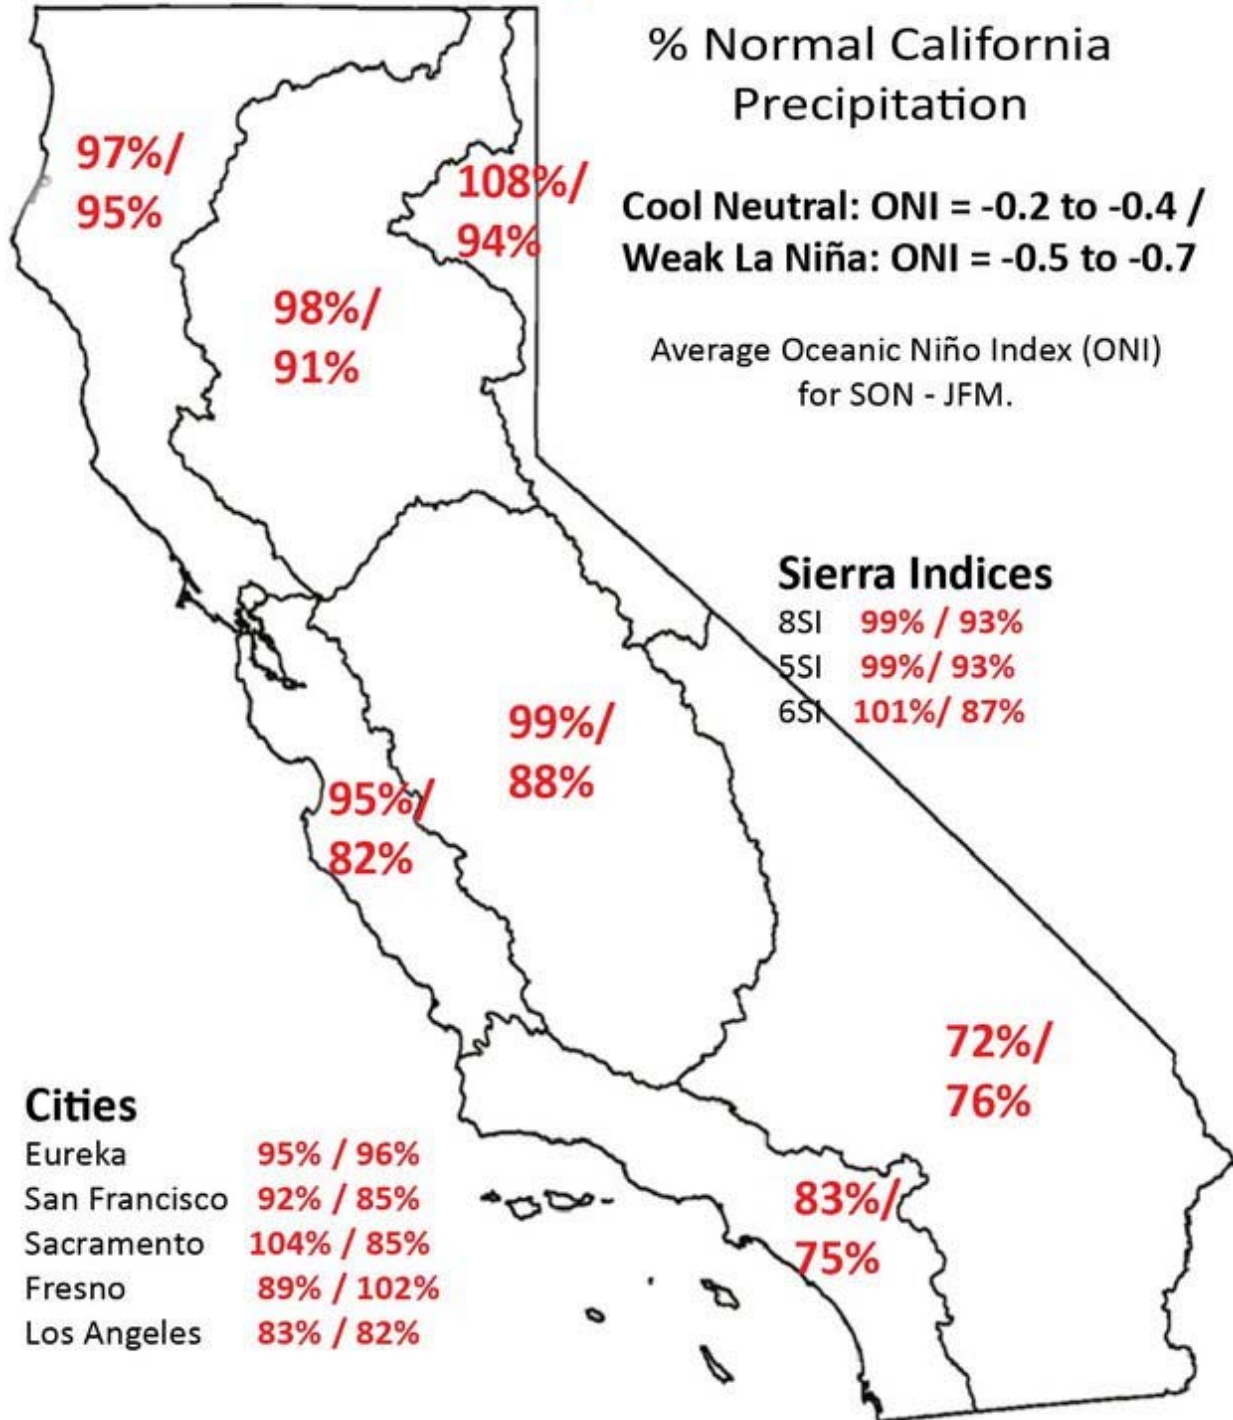 % Normal California
Precipitation
Cool Neutral: ONI = -0.2 to -0.4 /
Weak La Niña: ONI = -0.5 to -0.7
Average Oceanic Niño Index (ONI)
for SON - JFM.
97%/
95%
108%/
94%
98%/
91%
Sierra Indices
8SI 99% / 93%
5SI 99%/ 93%
6SI 101%/ 87%
99%/
88%
95%/
82%
72%/
76%
83%/
75%
Cities
Eureka 95% / 96%
San Francisco 92% / 85%
Sacramento 104% / 85%
Fresno 89% / 102%
Los Angeles 83% / 82%